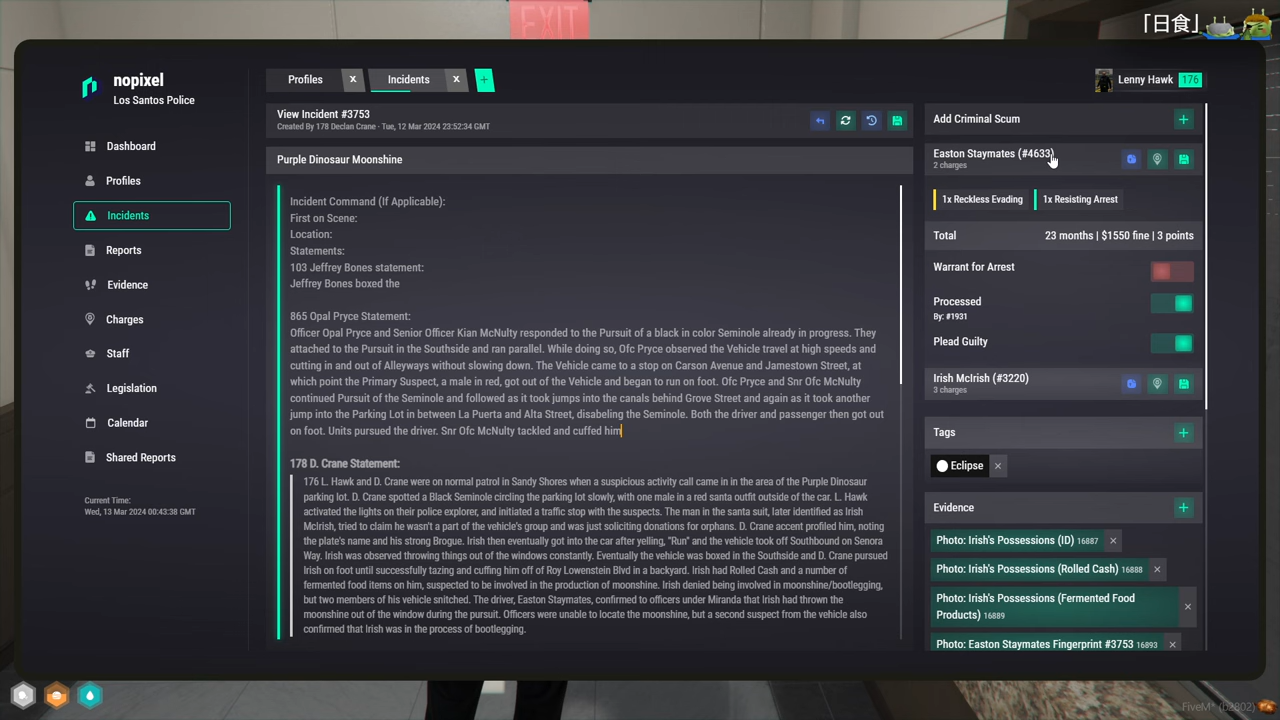 EXIT
「日食」
nopixel
Los Santos Police
Dashboard
Profiles
Incidents
Reports
Evidence
Charges
Staff
Legislation
Calendar
Shared Reports
Current Time:
Wed, 13 Mar 2024 00:43:38 GMT
Profiles x Incidents x +
View Incident #3753
Created By 178 Declan Crane · Tue, 12 Mar 2024 23:52:34 GMT
Purple Dinosaur Moonshine
Incident Command (If Applicable):
First on Scene:
Location:
Statements:
103 Jeffrey Bones statement:
Jeffrey Bones boxed the
865 Opal Pryce Statement:
Officer Opal Pryce and Senior Officer Kian McNulty responded to the Pursuit of a black in color Seminole already in progress. They
attached to the Pursuit in the Southside and ran parallel. While doing so, Ofc Pryce observed the Vehicle travel at high speeds and
cutting in and out of Alleyways without slowing down. The Vehicle came to a stop on Carson Avenue and Jamestown Street, at
which point the Primary Suspect, a male in red, got out of the Vehicle and began to run on foot. Ofc Pryce and Snr Ofc McNulty
continued Pursuit of the Seminole and followed as it took jumps into the canals behind Grove Street and again as it took another
jump into the Parking Lot in between La Puerta and Alta Street, disabeling the Seminole. Both the driver and passenger then got out
on foot. Units pursued the driver. Snr Ofc McNulty tackled and cuffed him
178 D. Crane Statement:
176 L. Hawk and D. Crane were on normal patrol in Sandy Shores when a suspicious activity call came in in the area of the Purple Dinosaur
parking lot. D. Crane spotted a Black Seminole circling the parking lot slowly, with one male in a red santa outfit outside of the car. L. Hawk
activated the lights on their police explorer, and initiated a traffic stop with the suspects. The man in the santa suit, later identified as Irish
McIrish, tried to claim he wasn't a part of the vehicle's group and was just soliciting donations for orphans. D. Crane accent profiled him, noting
the plate's name and his strong Brogue. Irish then eventually got into the car after yelling, "Run" and the vehicle took off Southbound on Senora
Way. Irish was observed throwing things out of the windows constantly. Eventually the vehicle was boxed in the Southside and D. Crane pursued
Irish on foot until successfully tazing and cuffing him off of Roy Lowenstein Blvd in a backyard. Irish had Rolled Cash and a number of
fermented food items on him, suspected to be involved in the production of moonshine. Irish denied being involved in moonshine/bootlegging,
but two members of his vehicle snitched. The driver, Easton Staymates, confirmed to officers under Miranda that Irish had thrown the
moonshine out of the window during the pursuit. Officers were unable to locate the moonshine, but a second suspect from the vehicle also
confirmed that Irish was in the process of bootlegging.
Lenny Hawk 176
Add Criminal Scum +
Easton Staymates (#4633)
2 charges
1x Reckless Evading 1x Resisting Arrest
Total 23 months | $1550 fine | 3 points
Warrant for Arrest
Processed
By: #1931
Plead Guilty
Irish McIrish (#3220)
3 charges
Tags +
Eclipse x
Evidence +
Photo: Irish's Possessions (ID) 16887 x
Photo: Irish's Possessions (Rolled Cash) 16888 x
Photo: Irish's Possessions (Fermented Food
Products) 16889 x
Photo: Easton Staymates Fingerprint #3753 16893 x
FiveM* (b2802)